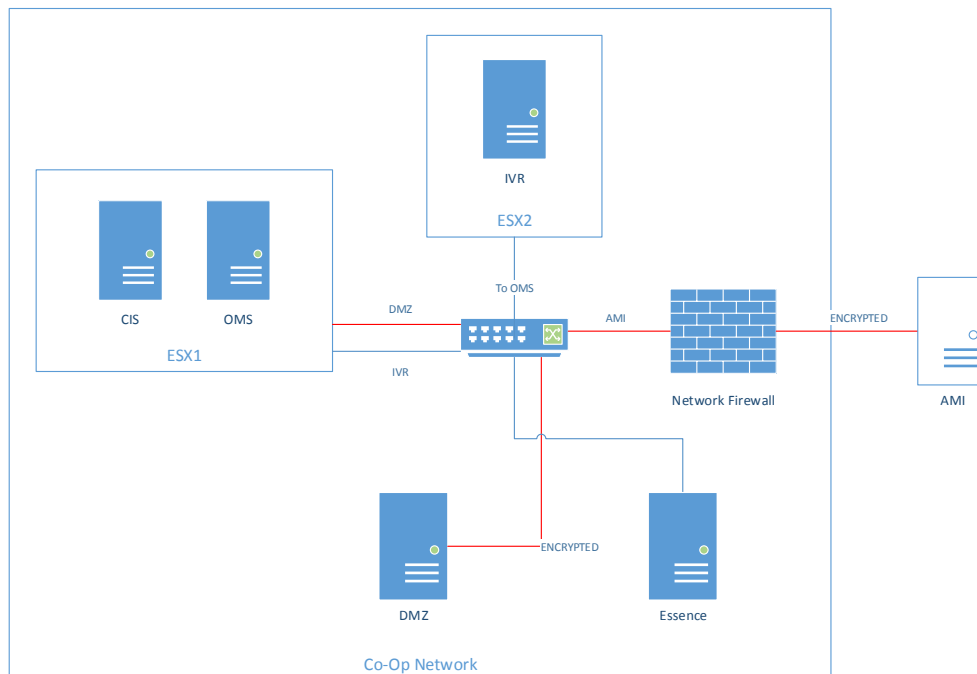 IVR
ESX2
To OMS
CIS
OMS
ESX1
DMZ
IVR
AMI
Network Firewall
ENCRYPTED
AMI
ENCRYPTED
DMZ
Essence
Co-Op Network